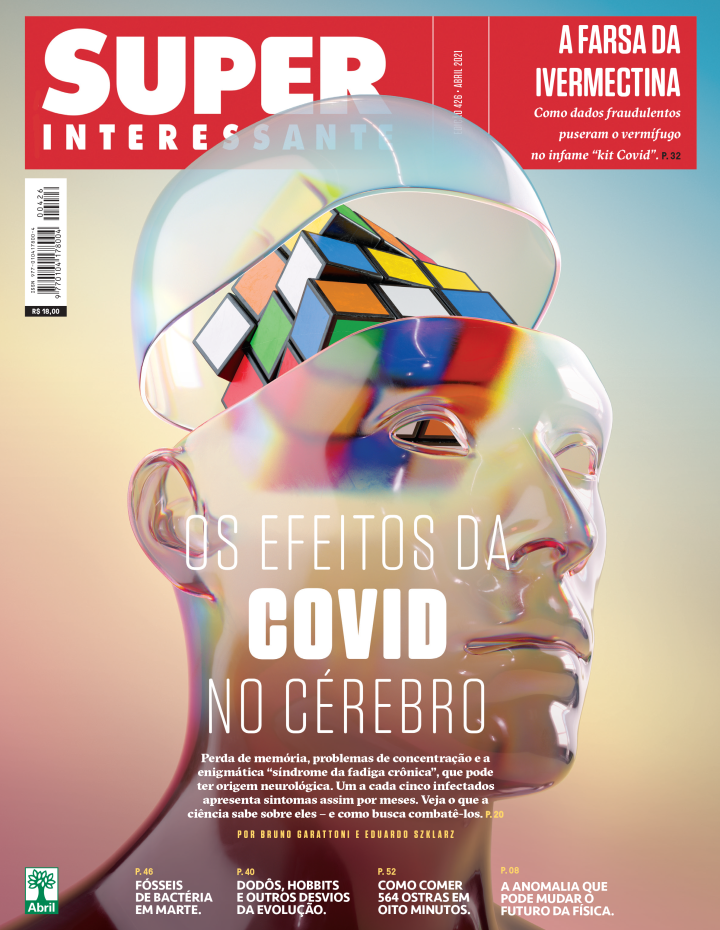 SUPER
INTERESSANTE
426 • ABRIL 2021
A FARSA DA
IVERMECTINA
Como dados fraudulentos
puseram o vermífugo
no infame “kit Covid”. P. 32
00426
ISSN 977-010417800-4
9 770104 178004
R$ 18,00
OS EFEITOS DA
COVID
NO CÉREBRO
Perda de memória, problemas de concentração e a
enigmática “síndrome da fadiga crônica”, que pode
ter origem neurológica. Um a cada cinco infectados
apresenta sintomas assim por meses. Veja o que a
ciência sabe sobre eles – e como busca combatê-los. P. 20
POR BRUNO GARATTONI E EDUARDO SZKLARZ
Abril
P. 46
FÓSSEIS
DE BACTÉRIA
EM MARTE.
P. 40
DODÔS, HOBBITS
E OUTROS DESVIOS
DA EVOLUÇÃO.
P. 52
COMO COMER
564 OSTRAS EM
OITO MINUTOS.
P. 08
A ANOMALIA QUE
PODE MUDAR O
FUTURO DA FÍSICA.